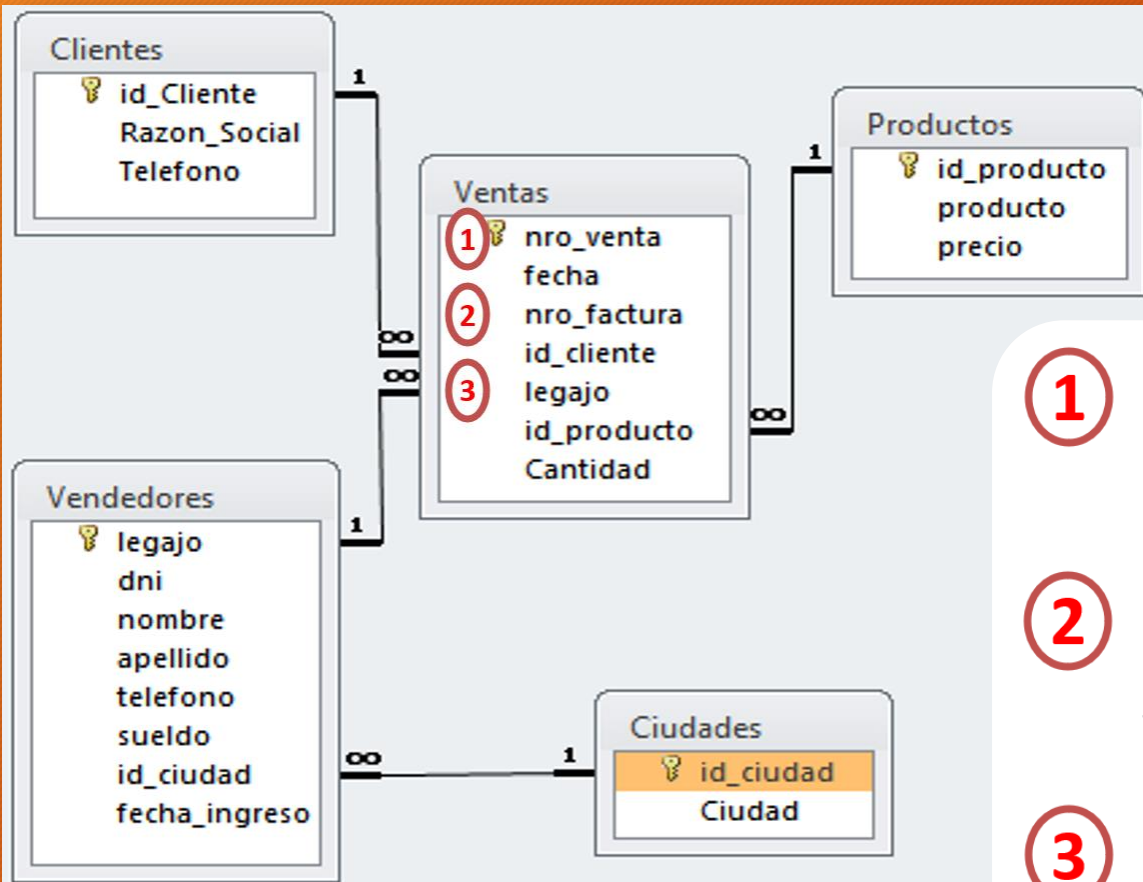 Clientes
id_Cliente
Razon_Social
Telefono
1
∞
Ventas
1 nro_venta
fecha
2 nro_factura
id_cliente
3 legajo
id_producto
Cantidad
∞
∞
Productos
id_producto
producto
precio
1
Vendedores
legajo
dni
nombre
apellido
telefono
sueldo
id_ciudad
fecha_ingreso
1
∞
1
Ciudades
id_ciudad
Ciudad
1
2
3